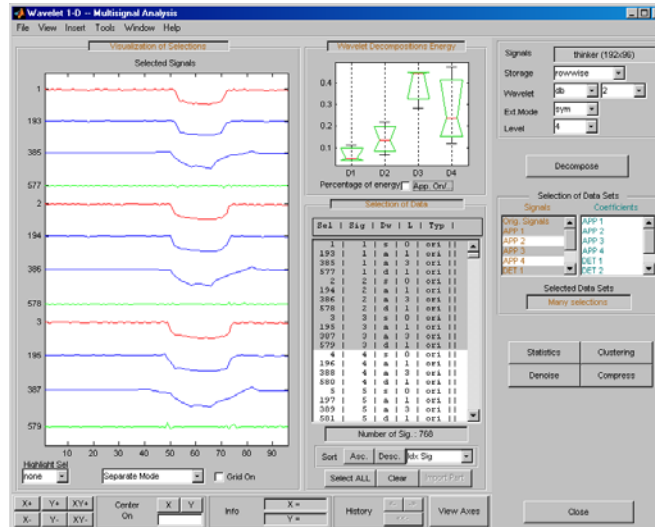 Wavelet 1-D -- Multisignal Analysis
File View Insert Tools Window Help
Visualization of Selections
Selected Signals
1
193
385
577
2
194
386
578
3
195
387
579
10 20 30 40 50 60 70 80 90
Highlight Sel
none
Separate Mode
Grid On
Wavelet Decompositions Energy
0.4
0.3
0.2
0.1
D1 D2 D3 D4
Percentage of energy
App. On/
Selection of Data
Sel | Sig | Dw | L | Typ |
1 | 1 | s | 0 | ori ||
193 | 1 | a | 1 | ori ||
385 | 1 | a | 3 | ori ||
577 | 1 | d | 1 | ori ||
2 | 2 | s | 0 | ori ||
194 | 2 | a | 1 | ori ||
386 | 2 | a | 3 | ori ||
578 | 2 | d | 1 | ori ||
3 | 3 | s | 0 | ori ||
195 | 3 | a | 1 | ori ||
387 | 3 | a | 3 | ori ||
579 | 3 | d | 1 | ori ||
4 | 4 | s | 0 | ori ||
196 | 4 | a | 1 | ori ||
388 | 4 | a | 3 | ori ||
580 | 4 | d | 1 | ori ||
5 | 5 | s | 0 | ori ||
197 | 5 | a | 1 | ori ||
389 | 5 | a | 3 | ori ||
581 | 5 | d | 1 | ori ||
Number of Sig.: 768
Sort Asc. Desc. Idx Sig
Select ALL Clear Import Part
Signals thinker (192x96)
Storage rowwise
Wavelet db 2
Ext.Mode sym
Level 4
Decompose
Selection of Data Sets
Signals Coefficients
Orig. Signals APP 1
APP 1 APP 2
APP 2 APP 3
APP 3 APP 4
APP 4 DET 1
DET 1 DET 2
Selected Data Sets
Many selections
Statistics Clustering
Denoise Compress
X+ Y+ XY+
X- Y- XY-
Center On X Y
Info X = Y =
History
View Axes
Close